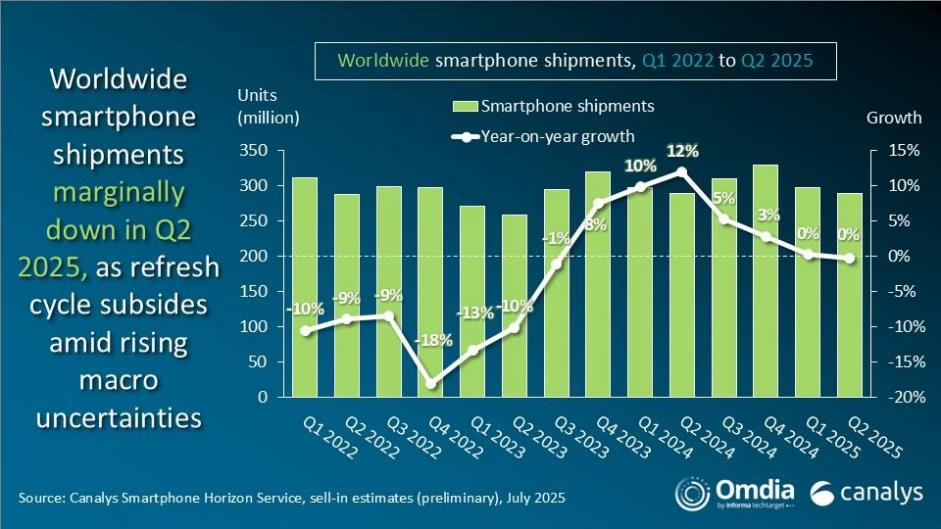 Worldwide
smartphone
shipments
marginally
down in Q2
2025, as refresh
cycle subsides
amid rising
macro
uncertainties
Worldwide smartphone shipments, Q1 2022 to Q2 2025
Units
(million)
Smartphone shipments
Year-on-year growth
Growth
350
300
250
200
150
100
50
0
15%
10%
5%
0%
-5%
-10%
-15%
-20%
-10%
-9%
-9%
-18%
-13%
-10%
-1%
8%
10%
12%
5%
3%
0%
0%
Q1 2022
Q2 2022
Q3 2022
Q4 2022
Q1 2023
Q2 2023
Q3 2023
Q4 2023
Q1 2024
Q2 2024
Q3 2024
Q4 2024
Q1 2025
Q2 2025
Source: Canalys Smartphone Horizon Service, sell-in estimates (preliminary), July 2025
Omdia
by informa techtarget
canalys